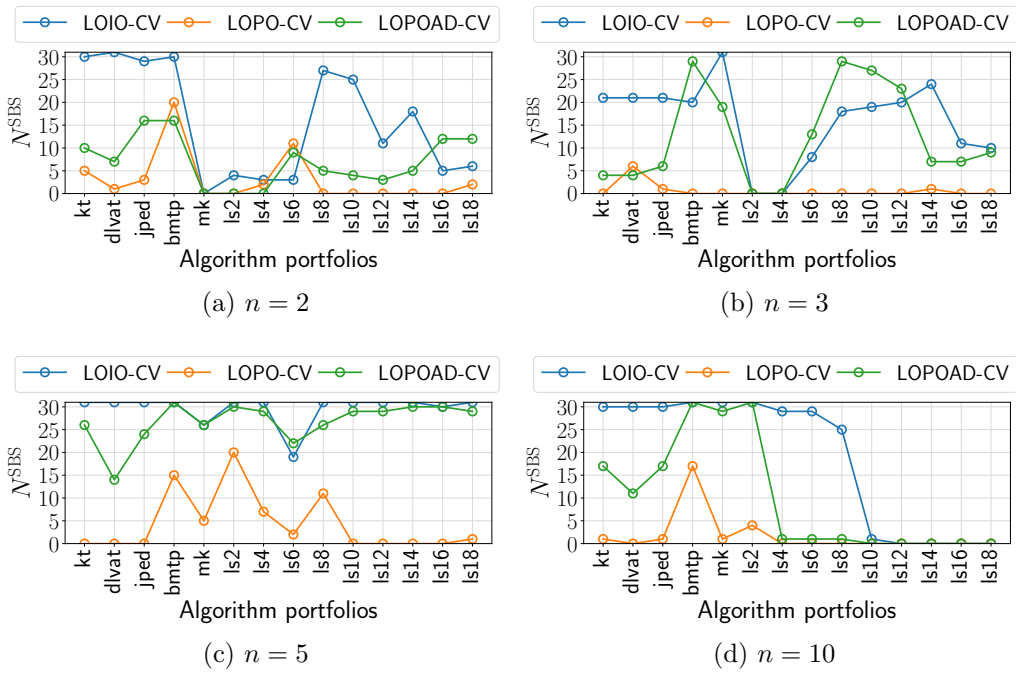 LOIO-CV LOPO-CV LOPOAD-CV
30
25
20
15
10
5
0
N^SBS
kt
dlvat
jped
bmtp
mk
ls2
ls4
ls6
ls8
ls10
ls12
ls14
ls16
ls18
Algorithm portfolios
(a) n = 2
LOIO-CV LOPO-CV LOPOAD-CV
30
25
20
15
10
5
0
N^SBS
kt
dlvat
jped
bmtp
mk
ls2
ls4
ls6
ls8
ls10
ls12
ls14
ls16
ls18
Algorithm portfolios
(b) n = 3
LOIO-CV LOPO-CV LOPOAD-CV
30
25
20
15
10
5
0
N^SBS
kt
dlvat
jped
bmtp
mk
ls2
ls4
ls6
ls8
ls10
ls12
ls14
ls16
ls18
Algorithm portfolios
(c) n = 5
LOIO-CV LOPO-CV LOPOAD-CV
30
25
20
15
10
5
0
N^SBS
kt
dlvat
jped
bmtp
mk
ls2
ls4
ls6
ls8
ls10
ls12
ls14
ls16
ls18
Algorithm portfolios
(d) n = 10